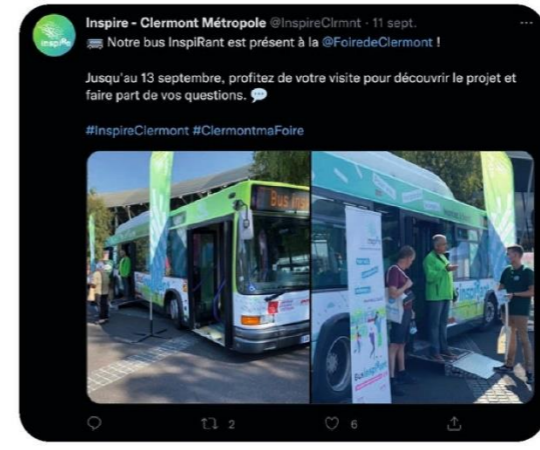 Inspire - Clermont Métropole @InspireClrmnt · 11 sept.
Notre bus InspiRant est présent à la @FoiredeClermont !
Jusqu'au 13 septembre, profitez de votre visite pour découvrir le projet et
faire part de vos questions.
#InspireClermont #ClermontmaFoire
Bus
2
6